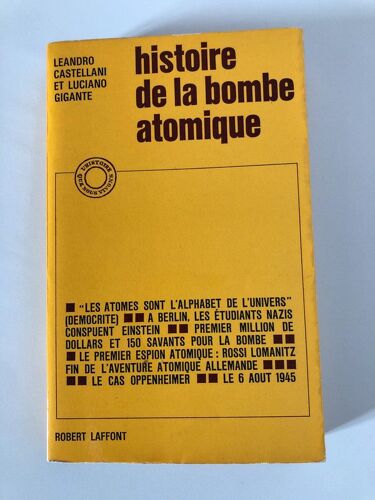 LEANDRO
CASTELLANI
ET LUCIANO
GIGANTE
histoire
de la bombe
atomique
L'HISTOIRE
QUE NOUS VIVONS
■ "LES ATOMES SONT L'ALPHABET DE L'UNIVERS"
(DEMOCRITE) ■■ A BERLIN, LES ÉTUDIANTS NAZIS
CONSPUENT EINSTEIN ■■ PREMIER MILLION DE
DOLLARS ET 150 SAVANTS POUR LA BOMBE ■■
■ LE PREMIER ESPION ATOMIQUE : ROSSI LOMANITZ
FIN DE L'AVENTURE ATOMIQUE ALLEMANDE ■■■
■■ LE CAS OPPENHEIMER ■■ LE 6 AOUT 1945
ROBERT LAFFONT